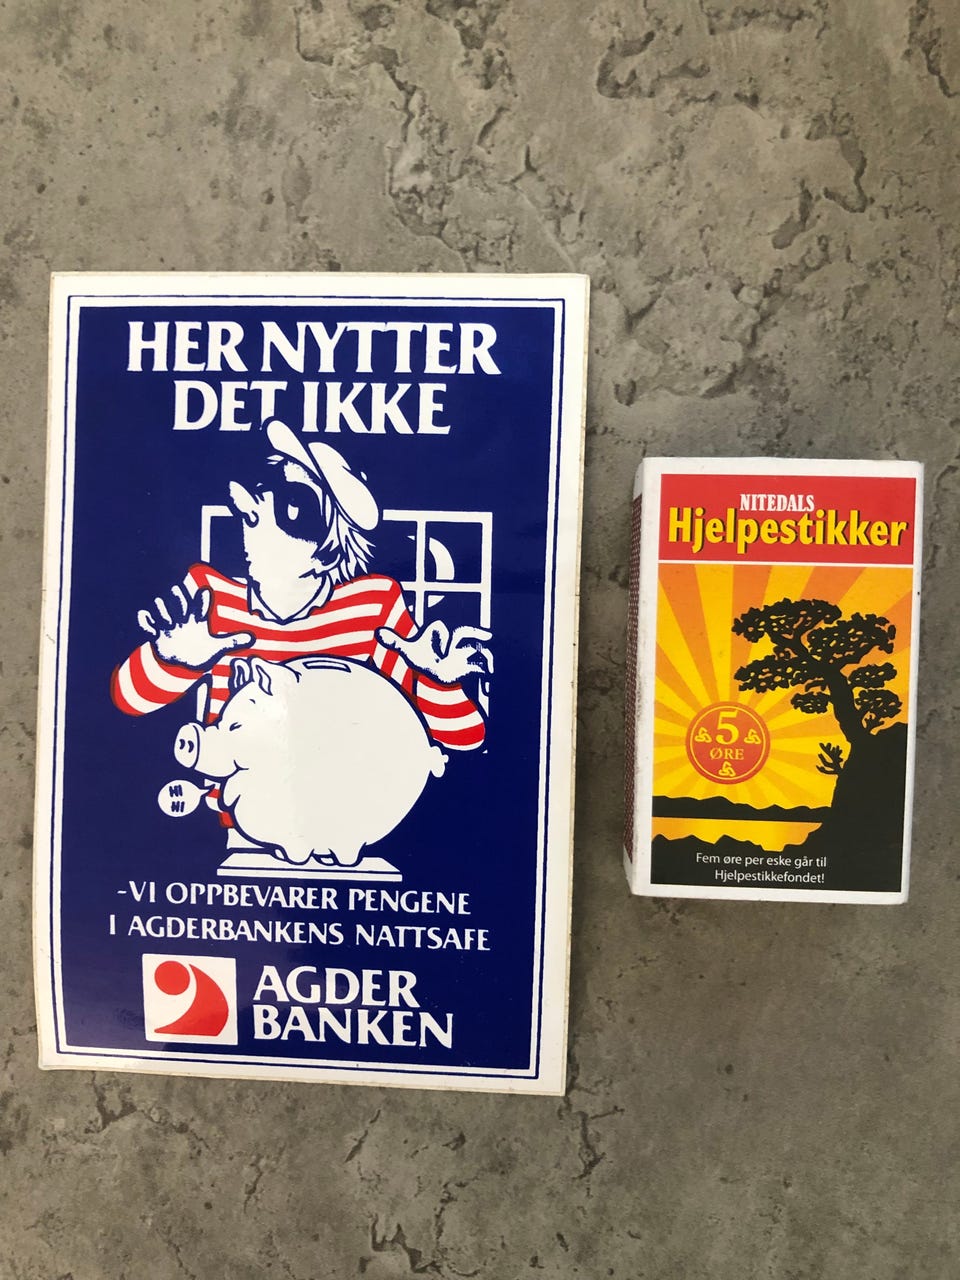 HER NYTTER
DET IKKE
HI
HI
-VI OPPBEVARER PENGENE
I AGDERBANKENS NATTSAFE
AGDER
BANKEN
NITEDALS
Hjelpestikker
5
ØRE
Fem øre per eske går til
Hjelpestikkefondet!